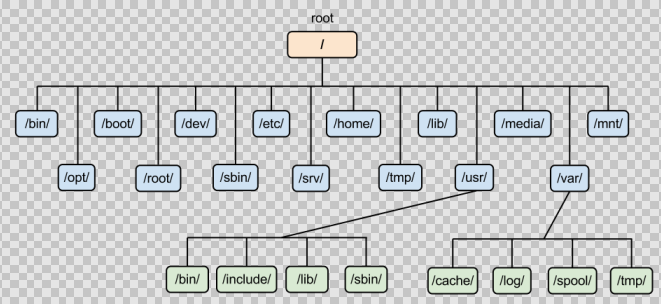 root
/
/bin/ /boot/ /dev/ /etc/ /home/ /lib/ /media/ /mnt/
/opt/ /root/ /sbin/ /srv/ /tmp/ /usr/ /var/
/bin/ /include/ /lib/ /sbin/ /cache/ /log/ /spool/ /tmp/